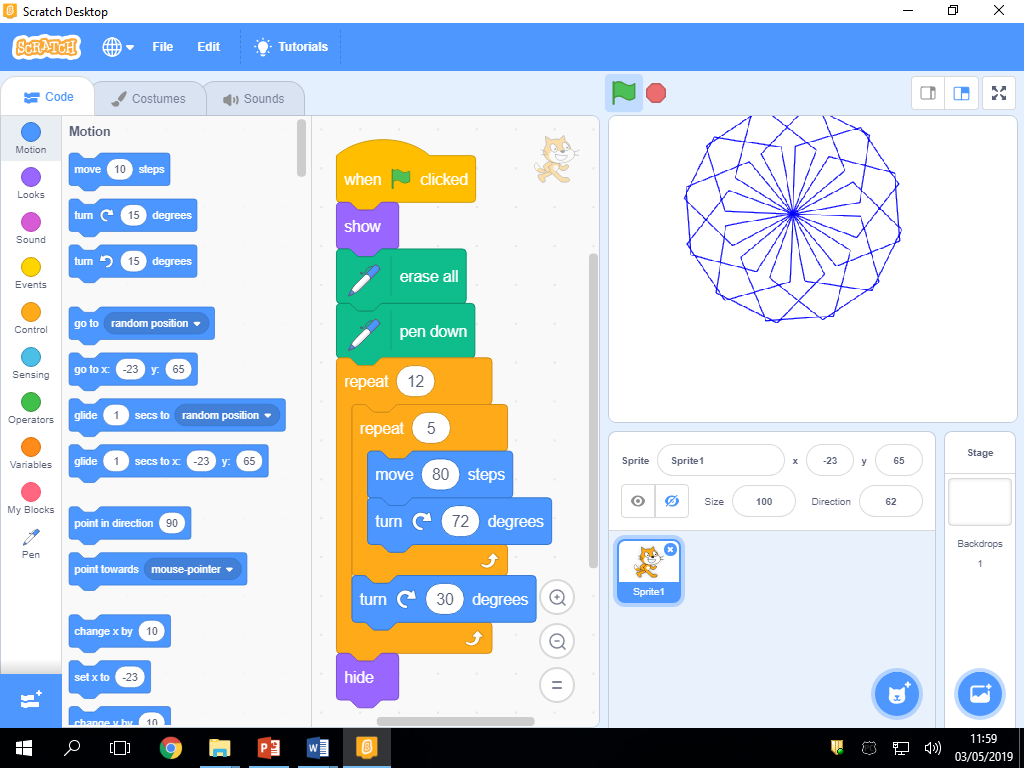 Scratch Desktop
SCRATCH
File
Edit
Tutorials
Code
Costumes
Sounds
Motion
Looks
Sound
Events
Control
Sensing
Operators
Variables
My Blocks
Pen
Motion
move 10 steps
turn 15 degrees
turn 15 degrees
go to random position
go to x: -23 y: 65
glide 1 secs to random position
glide 1 secs to x: -23 y: 65
point in direction 90
point towards mouse-pointer
change x by 10
set x to -23
change y by 10
when clicked
show
erase all
pen down
repeat 12
repeat 5
move 80 steps
turn 72 degrees
turn 30 degrees
hide
Sprite Sprite1 x -23 y 65
Size 100 Direction 62
Sprite1
Stage
Backdrops
1
11:59
03/05/2019